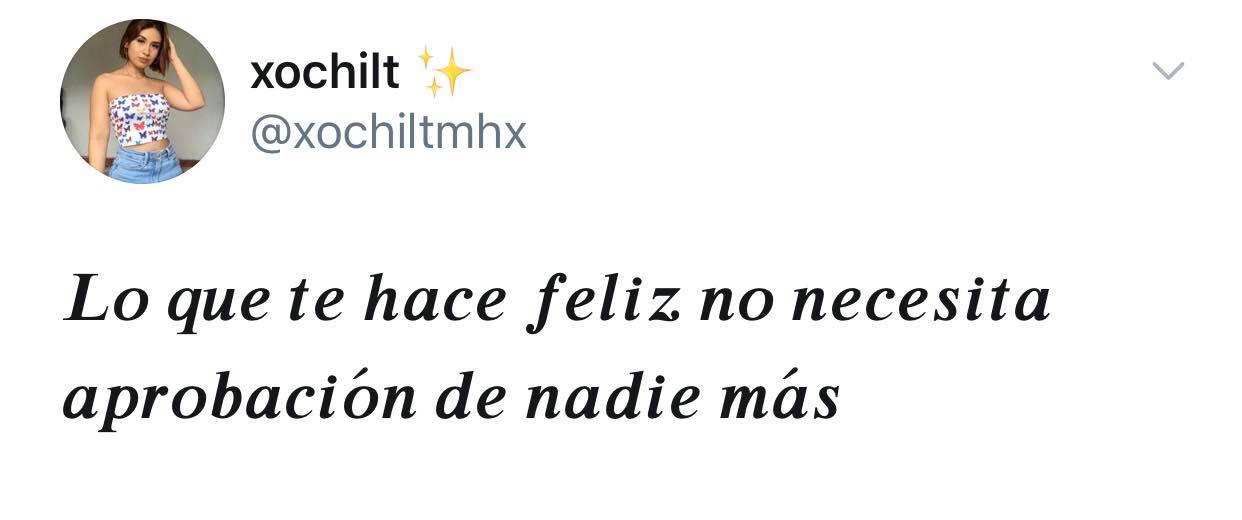 xochilt ✨
@xochiltmhx
Lo que te hace feliz no necesita
aprobación de nadie más